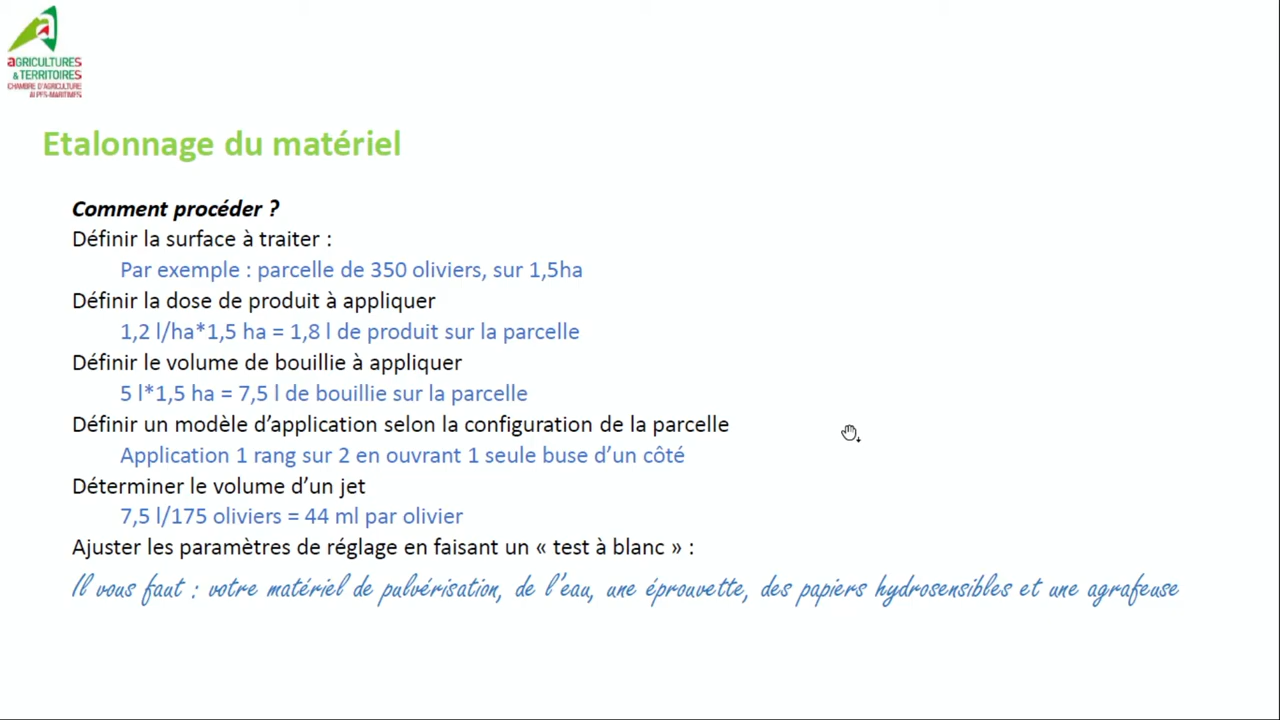 aGRICULTURES
& TERRITOIRES
CHAMBRE D'AGRICULTURE
ALPES-MARITIMES
Etalonnage du matériel
Comment procéder ?
Définir la surface à traiter :
Par exemple : parcelle de 350 oliviers, sur 1,5ha
Définir la dose de produit à appliquer
1,2 l/ha*1,5 ha = 1,8 l de produit sur la parcelle
Définir le volume de bouillie à appliquer
5 l*1,5 ha = 7,5 l de bouillie sur la parcelle
Définir un modèle d’application selon la configuration de la parcelle
Application 1 rang sur 2 en ouvrant 1 seule buse d’un côté
Déterminer le volume d’un jet
7,5 l/175 oliviers = 44 ml par olivier
Ajuster les paramètres de réglage en faisant un « test à blanc » :
Il vous faut : votre matériel de pulvérisation, de l’eau, une éprouvette, des papiers hydrosensibles et une agrafeuse